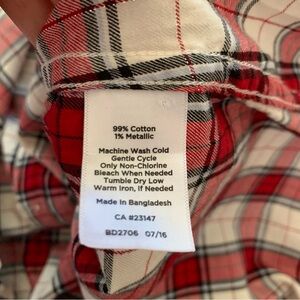 99% Cotton
1% Metallic
Machine Wash Cold
Gentle Cycle
Only Non-Chlorine
Bleach When Needed
Tumble Dry Low
Warm Iron, If Needed
Made in Bangladesh
CA #23147
BD2706 07/16